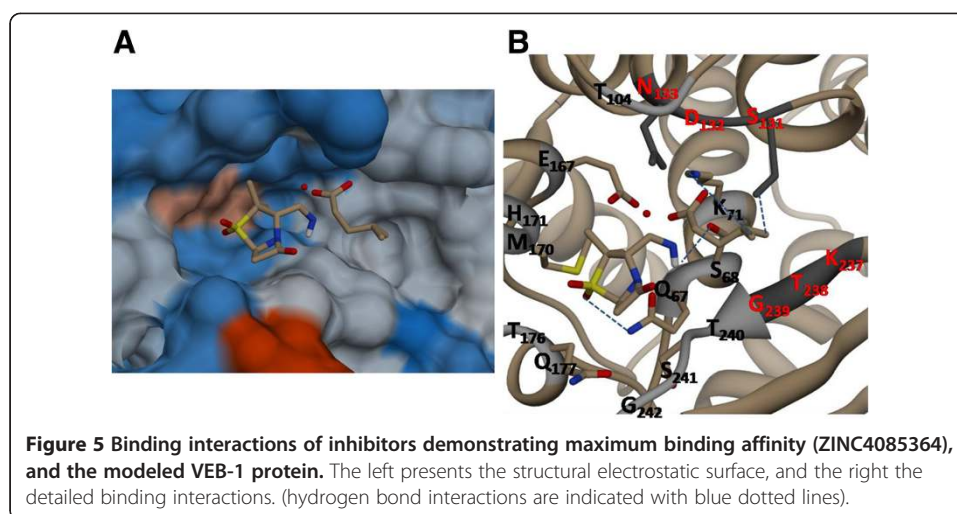 A
B
T104
N133
D132
S131
E167
K71
H171
M170
S68
K237
Q67
T238
G239
T240
T176
Q177
S241
G242
Figure 5 Binding interactions of inhibitors demonstrating maximum binding affinity (ZINC4085364),
and the modeled VEB-1 protein. The left presents the structural electrostatic surface, and the right the
detailed binding interactions. (hydrogen bond interactions are indicated with blue dotted lines).